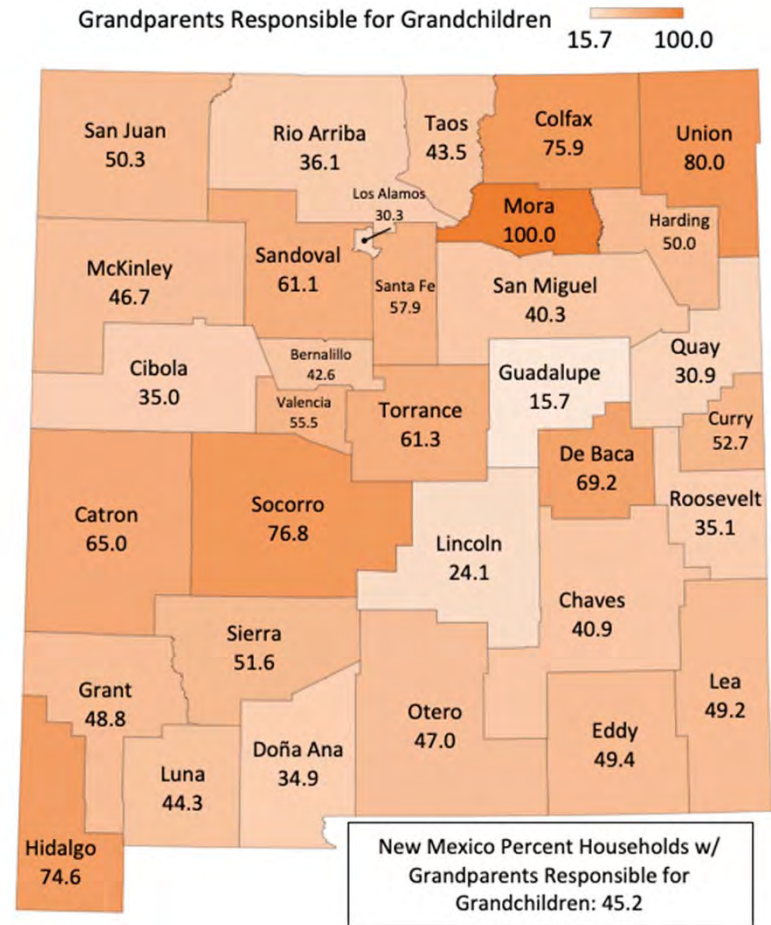 Grandparents Responsible for Grandchildren
15.7 100.0
San Juan
50.3
Rio Arriba
36.1
Taos
43.5
Colfax
75.9
Union
80.0
Los Alamos
30.3
Mora
100.0
Harding
50.0
McKinley
46.7
Sandoval
61.1
Santa Fe
57.9
San Miguel
40.3
Cibola
35.0
Bernalillo
42.6
Valencia
55.5
Torrance
61.3
Guadalupe
15.7
Quay
30.9
Curry
52.7
De Baca
69.2
Roosevelt
35.1
Catron
65.0
Socorro
76.8
Lincoln
24.1
Chaves
40.9
Sierra
51.6
Grant
48.8
Luna
44.3
Doña Ana
34.9
Otero
47.0
Eddy
49.4
Lea
49.2
Hidalgo
74.6
New Mexico Percent Households w/
Grandparents Responsible for
Grandchildren: 45.2